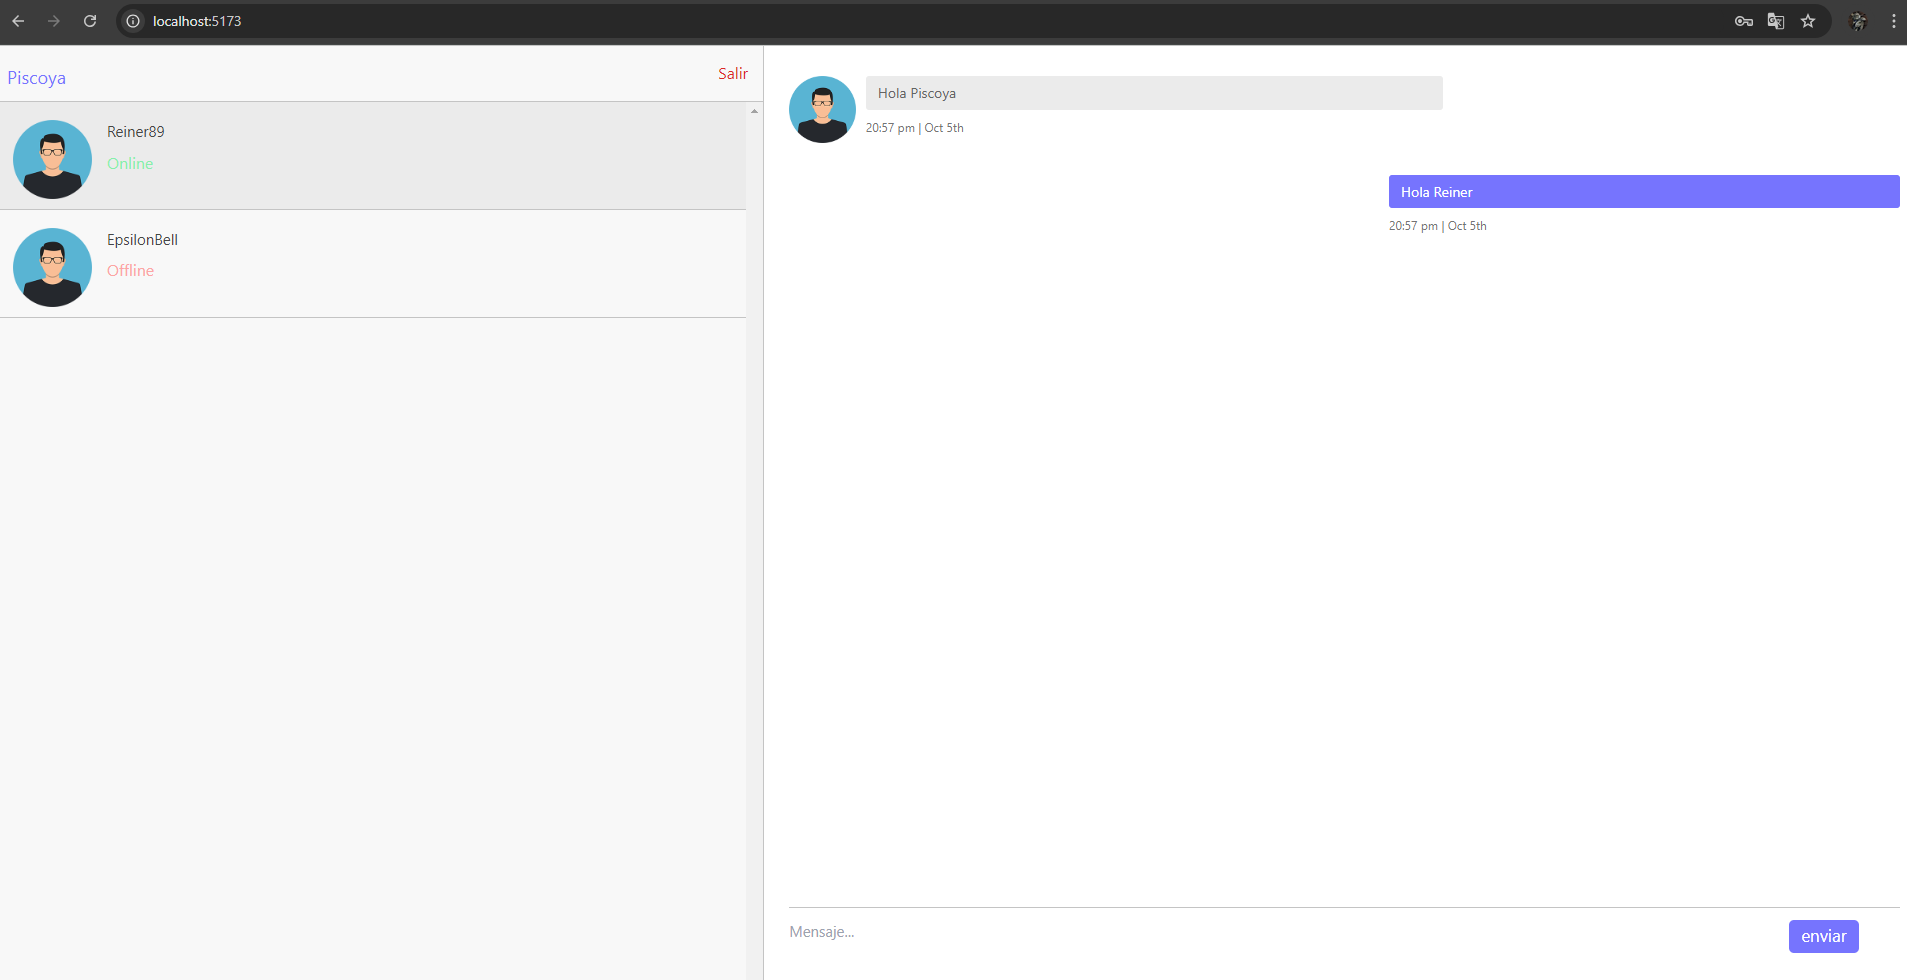 localhost:5173
Piscoya
Salir
Reiner89
Online
EpsilonBell
Offline
Hola Piscoya
20:57 pm | Oct 5th
Hola Reiner
20:57 pm | Oct 5th
Mensaje...
enviar